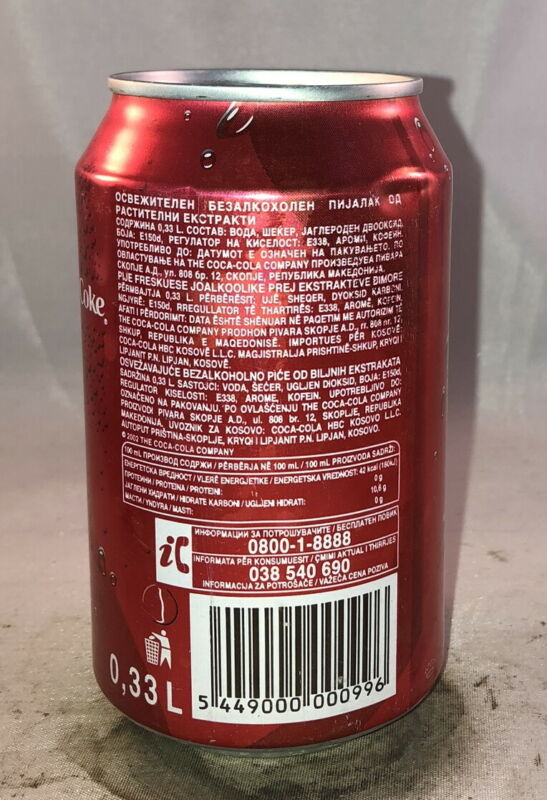 ОСВЕЖИТЕЛЕН БЕЗАЛКОХОЛЕН ПИЈАЛАК ОД
РАСТИТЕЛНИ ЕКСТРАКТИ
СОДРЖИНА 0,33 L. СОСТАВ: ВОДА, ШЕЌЕР, ЈАГЛЕРОДЕН ДВООКСИД,
БОЈА: E150d, РЕГУЛАТОР НА КИСЕЛОСТ: E338, АРОМИ, КОФЕИН.
УПОТРЕБЛИВО ДО: ДАТУМОТ Е ОЗНАЧЕН НА ПАКУВАЊЕТО. ПО
ОВЛАСТУВАЊЕ НА THE COCA-COLA COMPANY ПРОИЗВЕДУВА ПИВАРА
СКОПЈЕ А.Д., ул. 808 бр. 12, СКОПЈЕ, РЕПУБЛИКА МАКЕДОНИЈА.
PIJE FRESKUESE JOALKOOLIKE PREJ EKSTRAKTEVE BIMORE
PËRMBAJTJA 0,33 L. PËRBËRËSIT: UJË, SHEQER, DYOKSID KARBONI,
NGJYRË: E150d, RREGULLATOR TË THARTIRËS: E338, AROMË, KOFEIN.
AFATI I PËRDORIMIT: DATA ËSHTË SHËNUAR NË PAQETIM ME AUTORIZIM TË
THE COCA-COLA COMPANY PRODHON PIVARA SKOPJE A.D., rr. 808 nr. 12,
SHKUP, REPUBLIKA E MAQEDONISË. IMPORTUES PËR KOSOVË:
COCA-COLA HBC KOSOVË L.L.C. MAGJISTRALJA PRISHTINË-SHKUP, KRYQI I
LIPJANIT P.N. LIPJAN, KOSOVË.
OSVEŽAVAJUĆE BEZALKOHOLNO PIĆE OD BILJNIH EKSTRAKATA
SADRŽINA 0,33 L SASTOJCI: VODA, ŠEĆER, UGLJEN DIOKSID, BOJA: E150d,
REGULATOR KISELOSTI: E338, AROME, KOFEIN. UPOTREBLJIVO DO:
OZNAČENO NA PAKOVANJU. PO OVLAŠĆENJU THE COCA-COLA COMPANY
PROIZVODI PIVARA SKOPJE A.D., ul. 808 br. 12, SKOPLJE, REPUBLIKA
MAKEDONIJA, UVOZNIK ZA KOSOVO: COCA-COLA HBC KOSOVO L.L.C.
AUTOPUT PRIŠTINA-SKOPLJE, KRYQI I LIPJANIT P.N. LIPJAN, KOSOVO.
© 2002 THE COCA-COLA COMPANY
100 mL ПРОИЗВОД СОДРЖИ / PËRBËRJA NË 100 mL / 100 mL PROIZVODA SADRŽI:
ЕНЕРГЕТСКА ВРЕДНОСТ / VLERË ENERGJETIKE / ENERGETSKA VREDNOST: 42 kcal (180kJ)
ПРОТЕИНИ / PROTEINA / PROTEINI: 0 g
ЈАГЛЕНИ ХИДРАТИ / HIDRATE KARBONI / UGLJENI HIDRATI: 10,6 g
МАСТИ / YNDYRA / MASTI: 0 g
ИНФОРМАЦИИ ЗА ПОТРОШУВАЧИТЕ / БЕСПЛАТЕН ПОВИК
0800-1-8888
INFORMATA PËR KONSUMUESIT / ÇMIMI AKTUAL I THIRRJES
038 540 690
INFORMACIJA ZA POTROŠAČE / VAŽEĆA CENA POZIVA
0,33 L
5 449000 000996